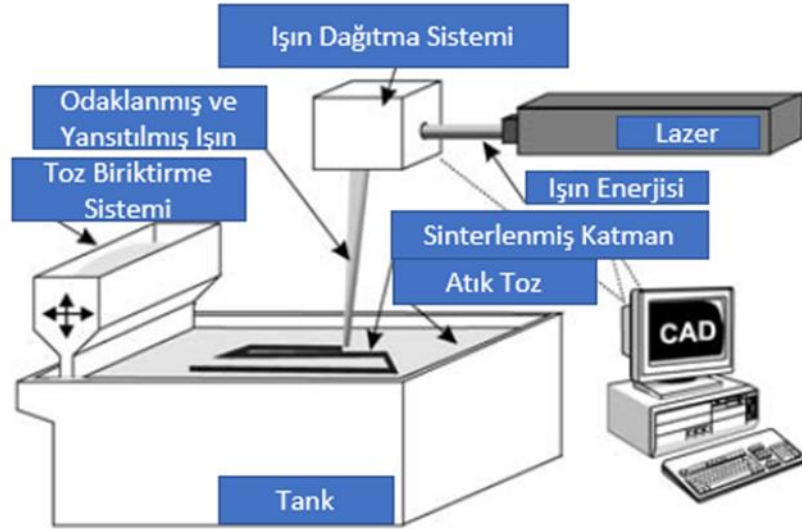 Işın Dağıtma Sistemi
Odaklanmış ve
Yansıtılmış Işın
Lazer
Toz Biriktirme
Sistemi
Işın Enerjisi
Sinterlenmiş Katman
Atık Toz
CAD
Tank